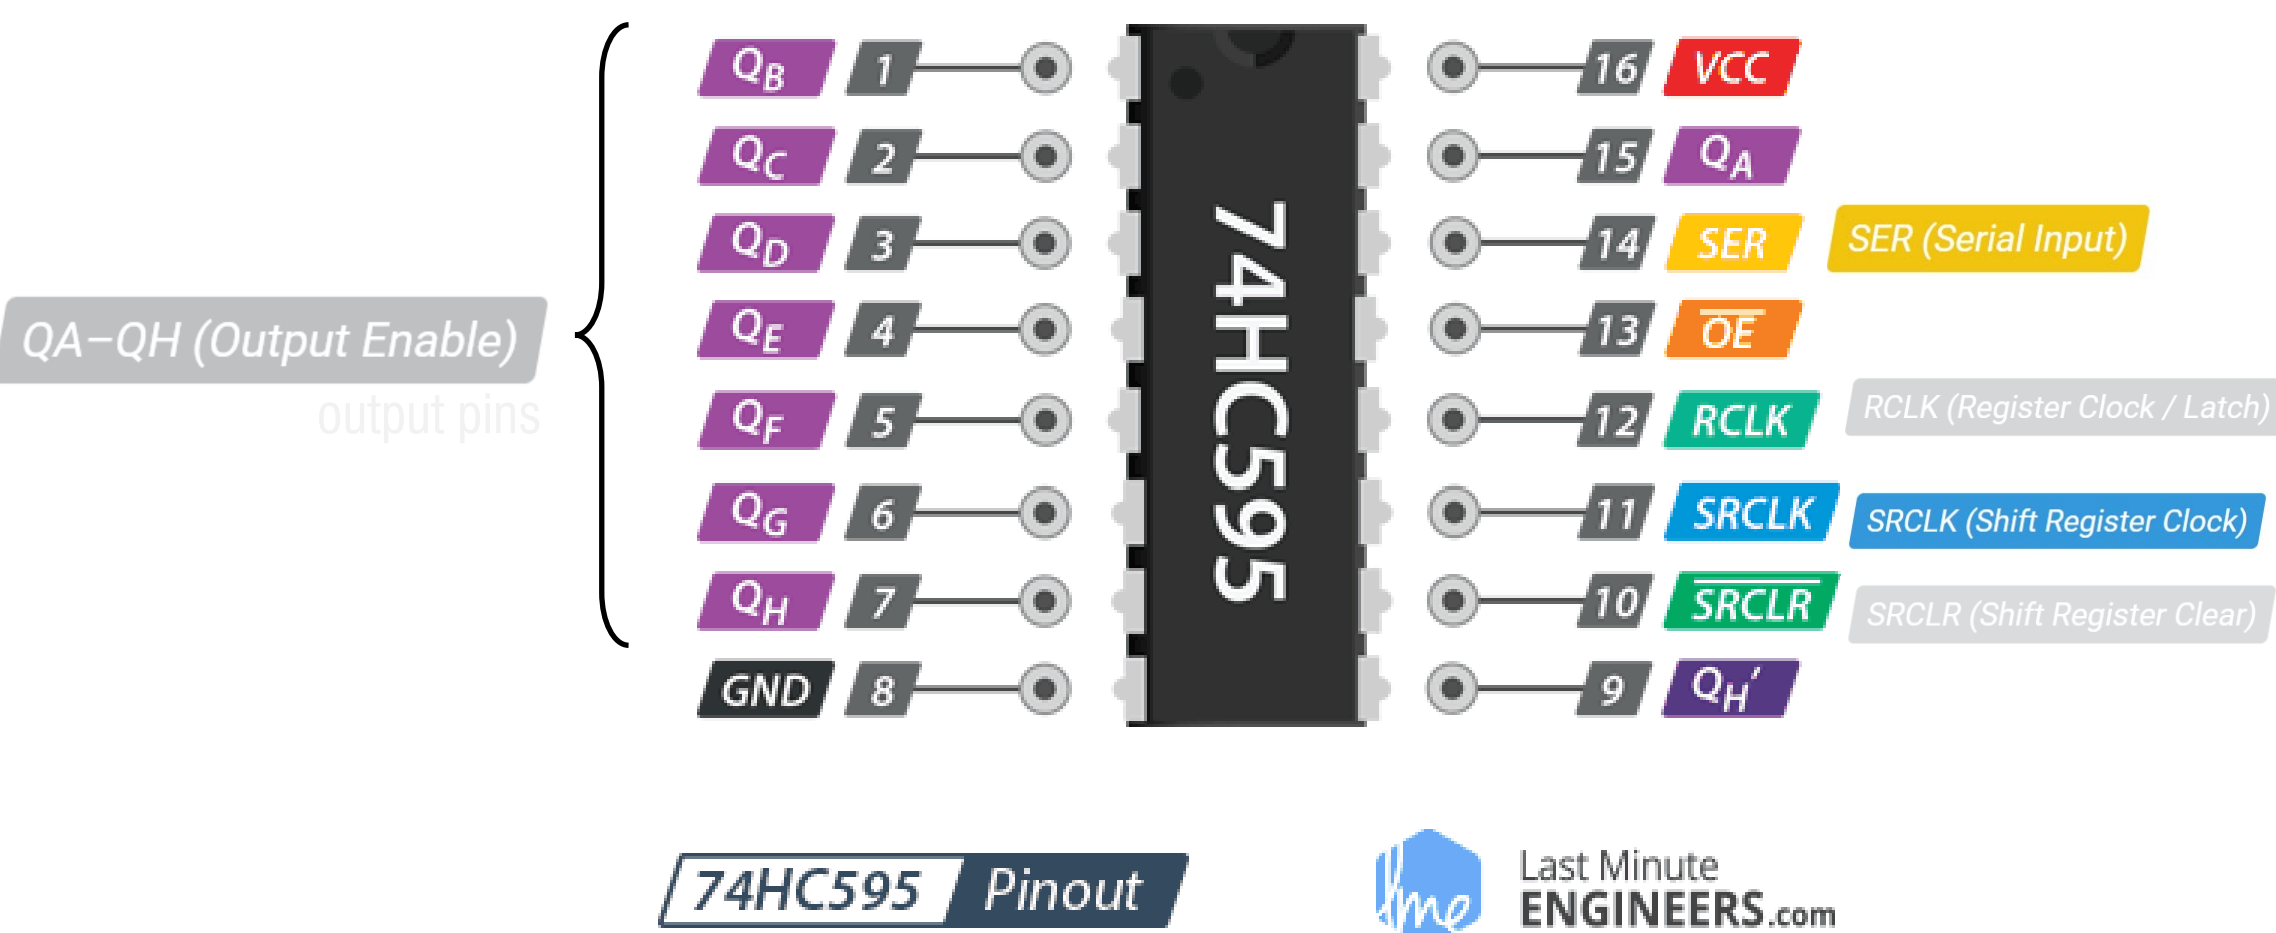 QB 1 16 VCC
QC 2 15 QA
QD 3 14 SER SER (Serial Input)
QE 4 13 OE
QA–QH (Output Enable)
output pins
QF 5 12 RCLK RCLK (Register Clock / Latch)
QG 6 11 SRCLK SRCLK (Shift Register Clock)
QH 7 10 SRCLR SRCLR (Shift Register Clear)
GND 8 9 QH′
74HC595
74HC595 Pinout
lme
Last Minute
ENGINEERS.com